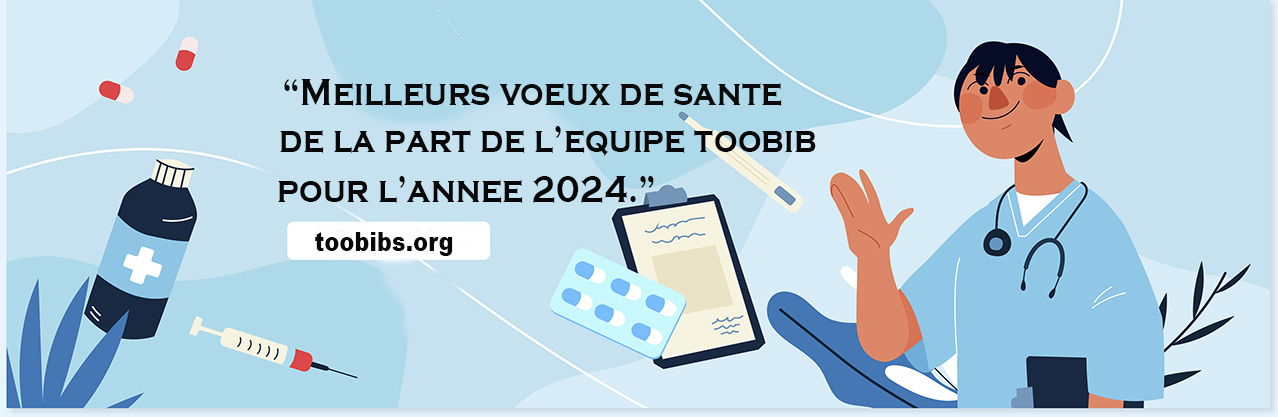 “MEILLEURS VOEUX DE SANTE
DE LA PART DE L’EQUIPE TOOBIB
POUR L’ANNEE 2024.”
toobibs.org